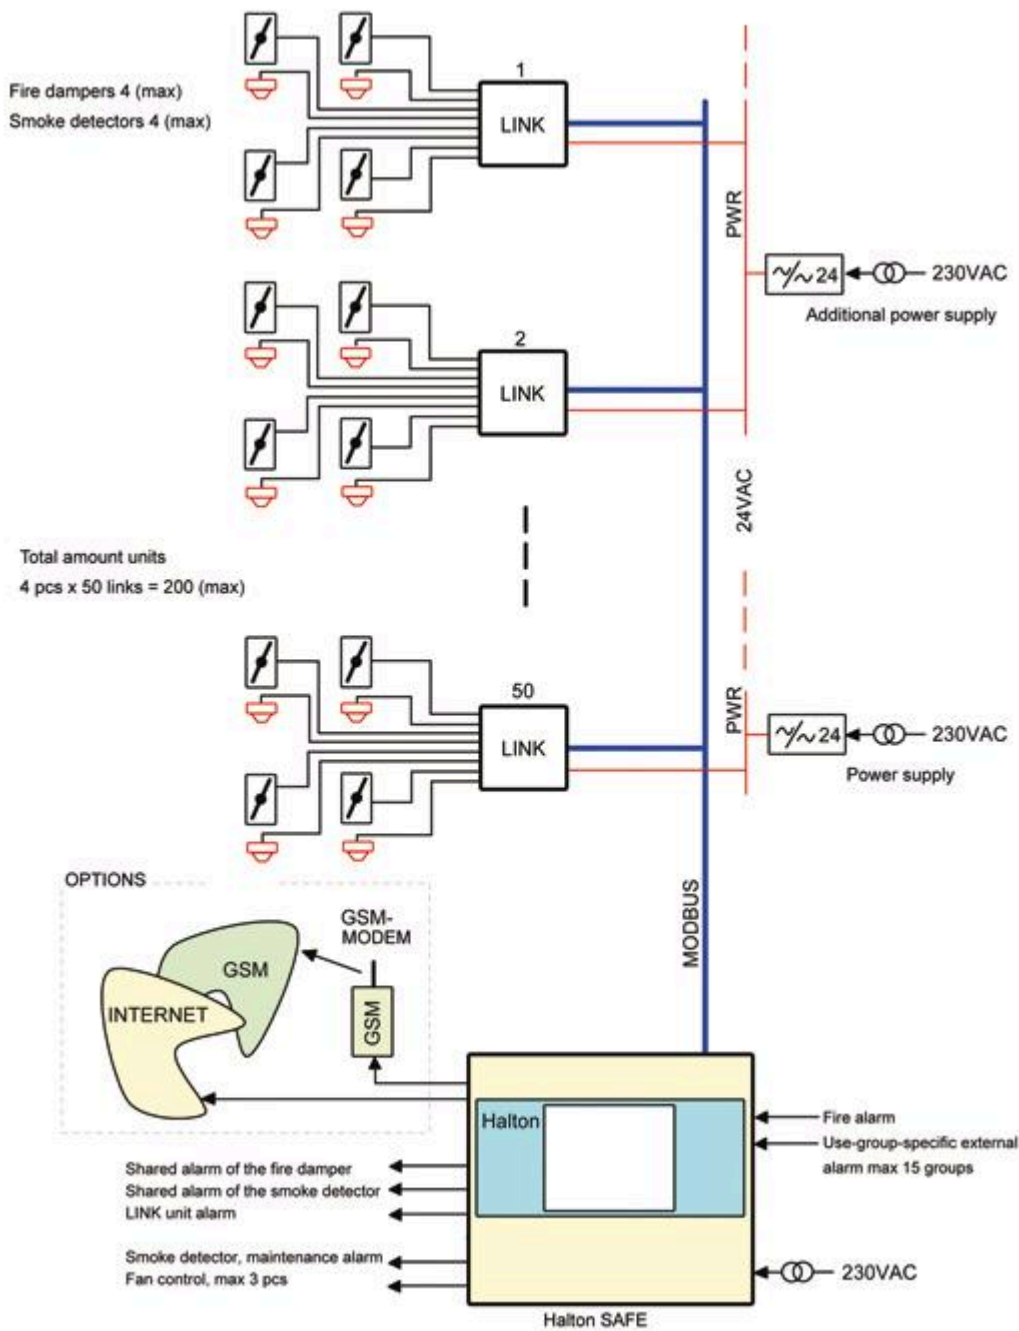 1
Fire dampers 4 (max)
Smoke detectors 4 (max)
LINK
PWR
24
230VAC
Additional power supply
2
LINK
24VAC
Total amount units
4 pcs x 50 links = 200 (max)
50
LINK
PWR
24
230VAC
Power supply
OPTIONS
MODBUS
GSM-
MODEM
GSM
GSM
INTERNET
Halton
Fire alarm
Use-group-specific external
alarm max 15 groups
Shared alarm of the fire damper
Shared alarm of the smoke detector
LINK unit alarm
Smoke detector, maintenance alarm
Fan control, max 3 pcs
230VAC
Halton SAFE